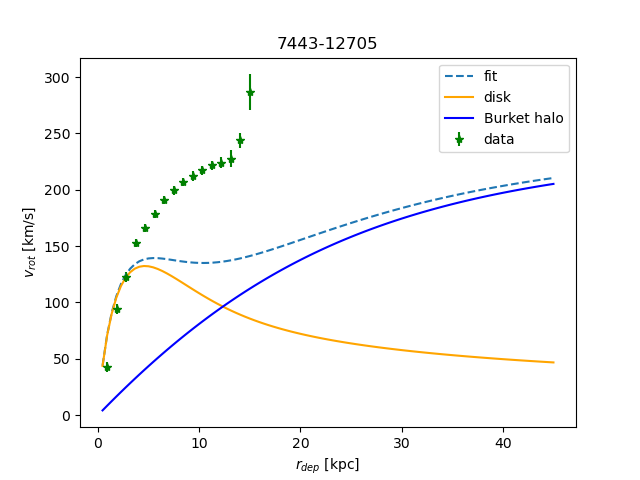 7443-12705
300
250
200
150
100
50
0
v_rot [km/s]
fit
disk
Burket halo
data
0 10 20 30 40
r_dep [kpc]